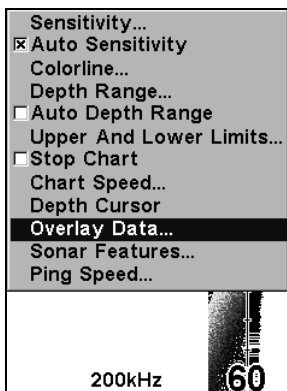 Sensitivity...
Auto Sensitivity
Colorline...
Depth Range...
Auto Depth Range
Upper And Lower Limits...
Stop Chart
Chart Speed...
Depth Cursor
Overlay Data...
Sonar Features...
Ping Speed...
200kHz
60